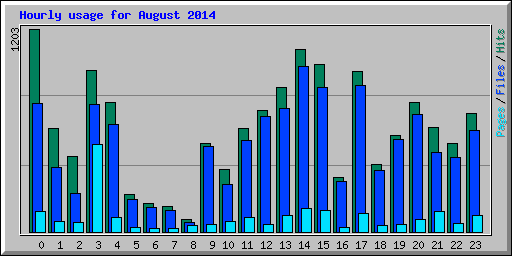 Hourly usage for August 2014
1203
Pages/Files/Hits
0 1 2 3 4 5 6 7 8 9 10 11 12 13 14 15 16 17 18 19 20 21 22 23